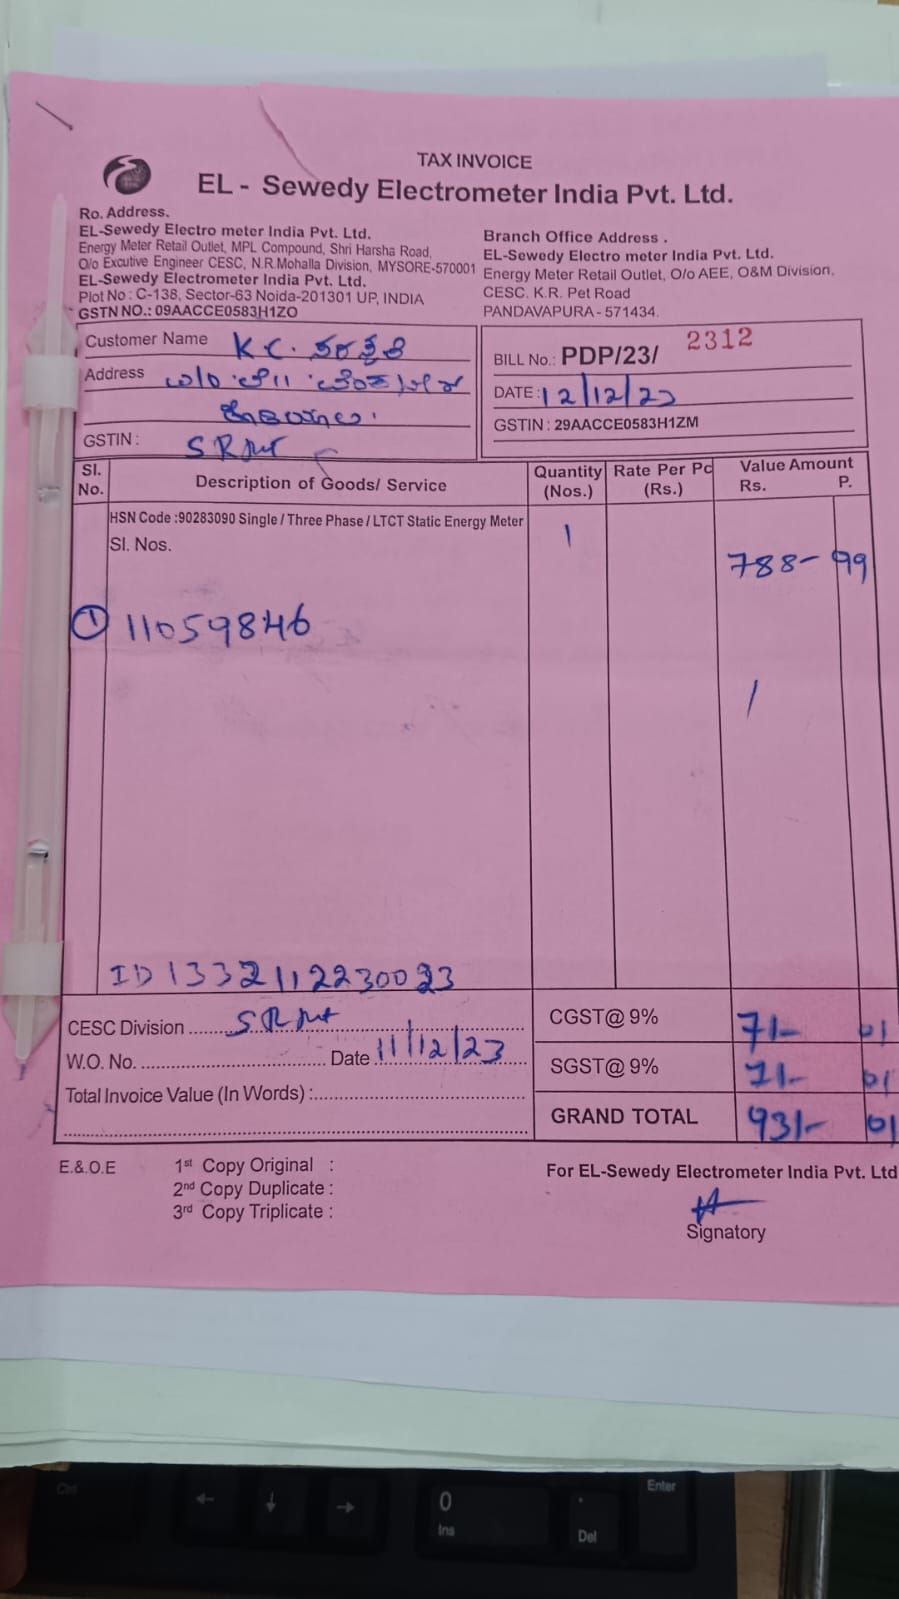 TAX INVOICE
EL - Sewedy Electrometer India Pvt. Ltd.
Ro. Address.
EL-Sewedy Electro meter India Pvt. Ltd.
Energy Meter Retail Outlet, MPL Compound, Shri Harsha Road,
O/o Excutive Engineer CESC, N.R.Mohalla Division, MYSORE-570001
EL-Sewedy Electrometer India Pvt. Ltd.
Plot No : C-138, Sector-63 Noida-201301 UP, INDIA
GSTN NO.: 09AACCE0583H1ZO
Branch Office Address .
EL-Sewedy Electro meter India Pvt. Ltd.
Energy Meter Retail Outlet, O/o AEE, O&M Division,
CESC. K.R. Pet Road
PANDAVAPURA - 571434.
Customer Name K C.
Address
GSTIN :
BILL No.: PDP/23/ 2312
DATE : 12/12/23
GSTIN : 29AACCE0583H1ZM
Sl. No. Description of Goods/ Service Quantity (Nos.) Rate Per Pc (Rs.) Value Amount Rs. P.
HSN Code :90283090 Single / Three Phase / LTCT Static Energy Meter 1
Sl. Nos.
788- 99
① 11059846
ID 1332112230023
CESC Division
W.O. No. Date 11/12/23
Total Invoice Value (In Words) :
CGST@ 9% 71- 01
SGST@ 9% 71- 01
GRAND TOTAL 931- 01
E.& O.E 1st Copy Original :
2nd Copy Duplicate :
3rd Copy Triplicate :
For EL-Sewedy Electrometer India Pvt. Ltd
Signatory
Ctrl ← ↓ → 0 Ins . Del Enter